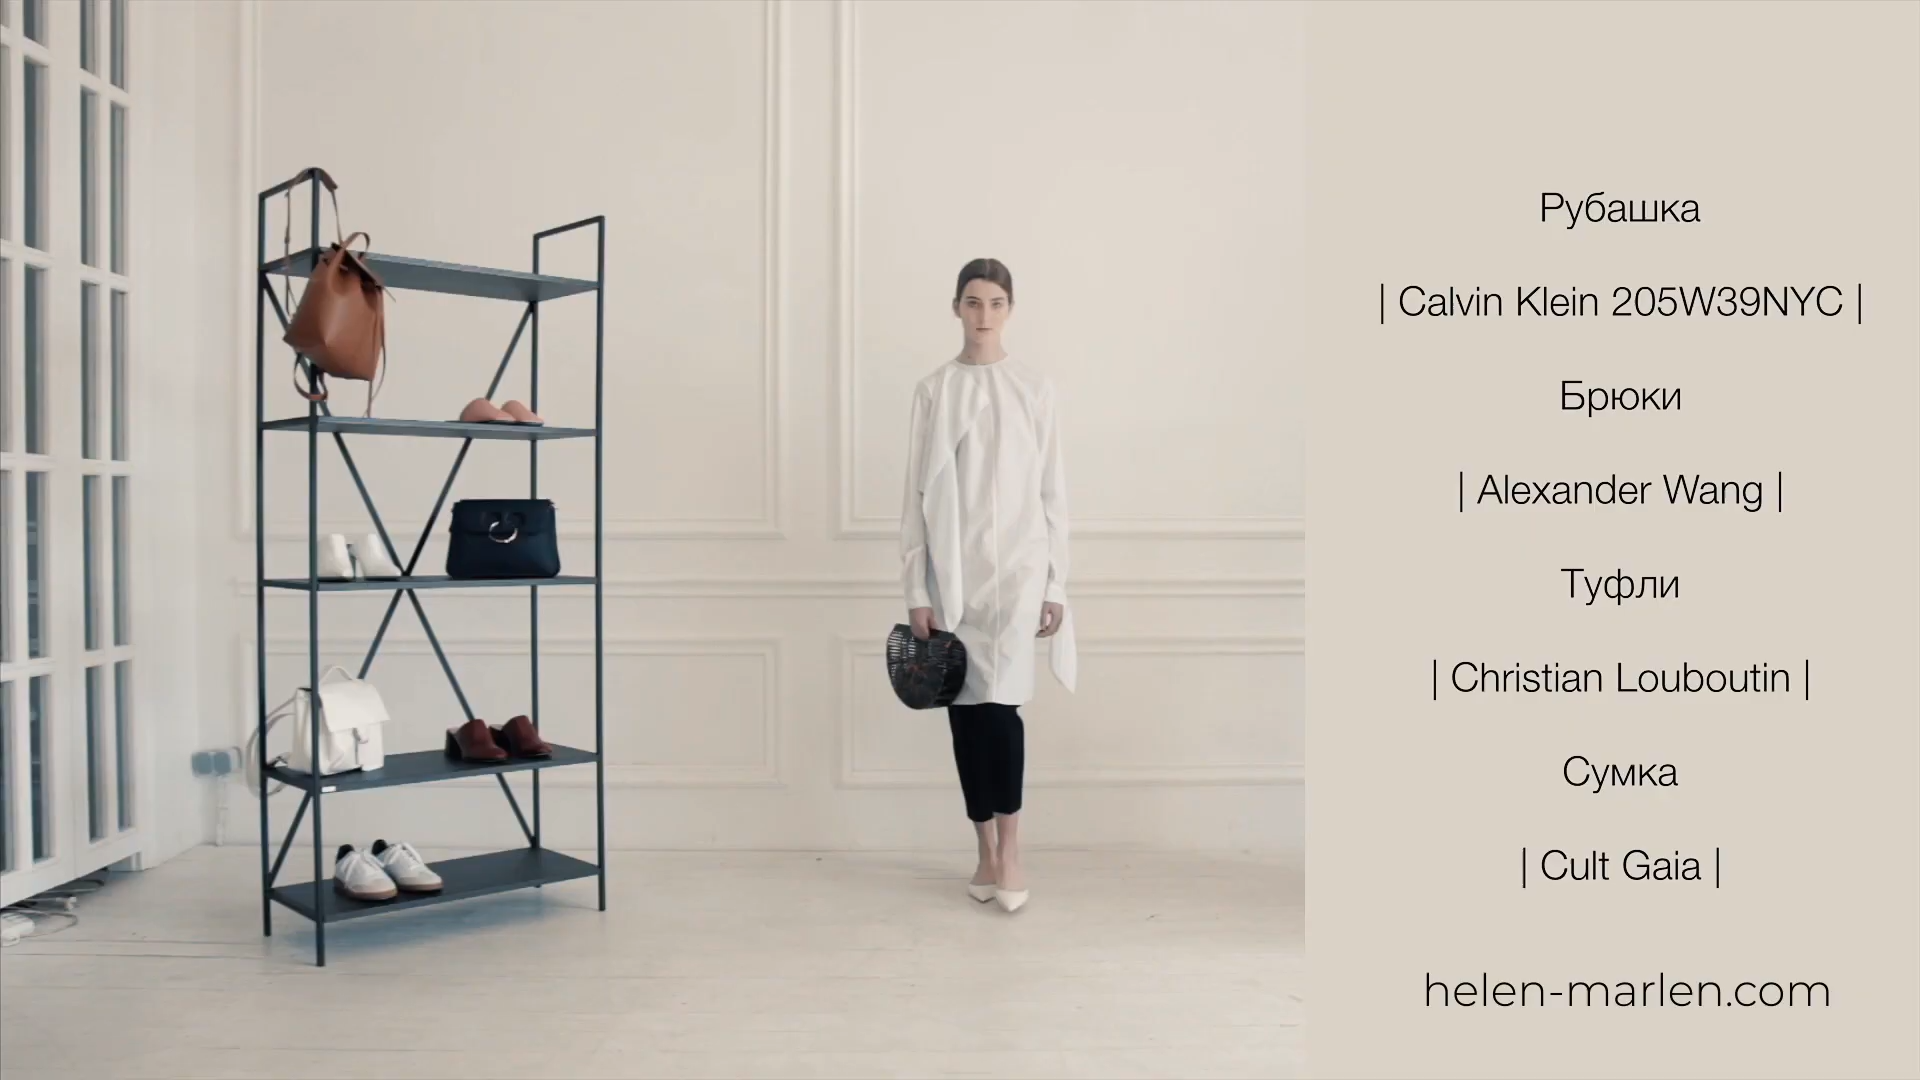 Рубашка
| Calvin Klein 205W39NYC |
Брюки
| Alexander Wang |
Туфли
| Christian Louboutin |
Сумка
| Cult Gaia |
helen-marlen.com